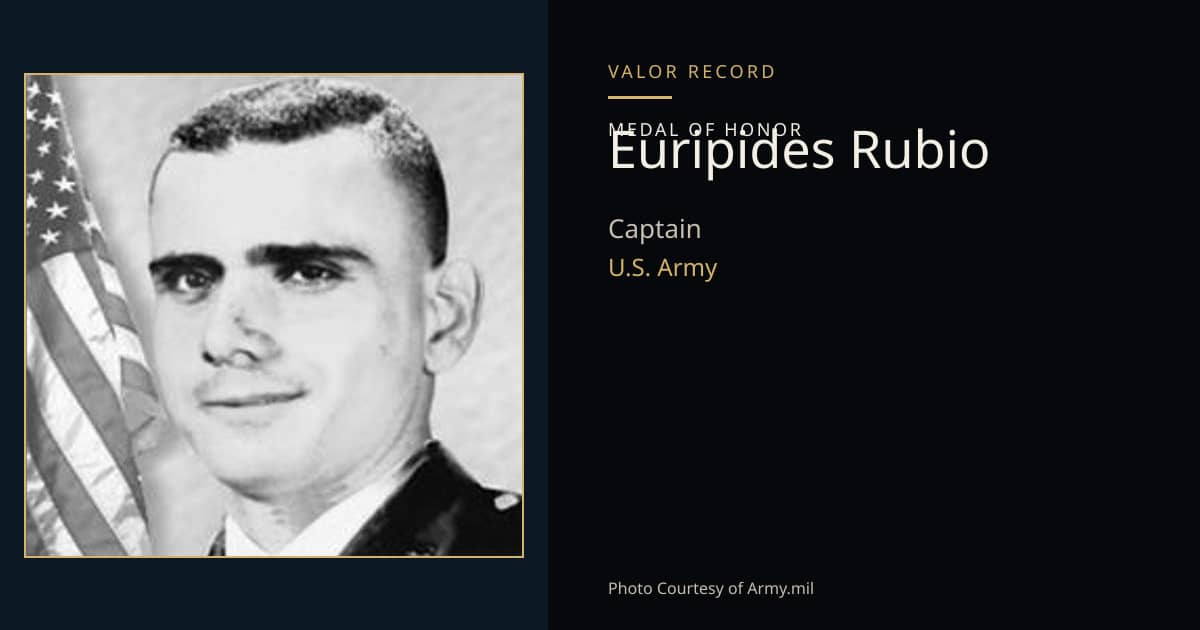 VALOR RECORD
MEDAL OF HONOR
Euripides Rubio
Captain
U.S. Army
Photo Courtesy of Army.mil